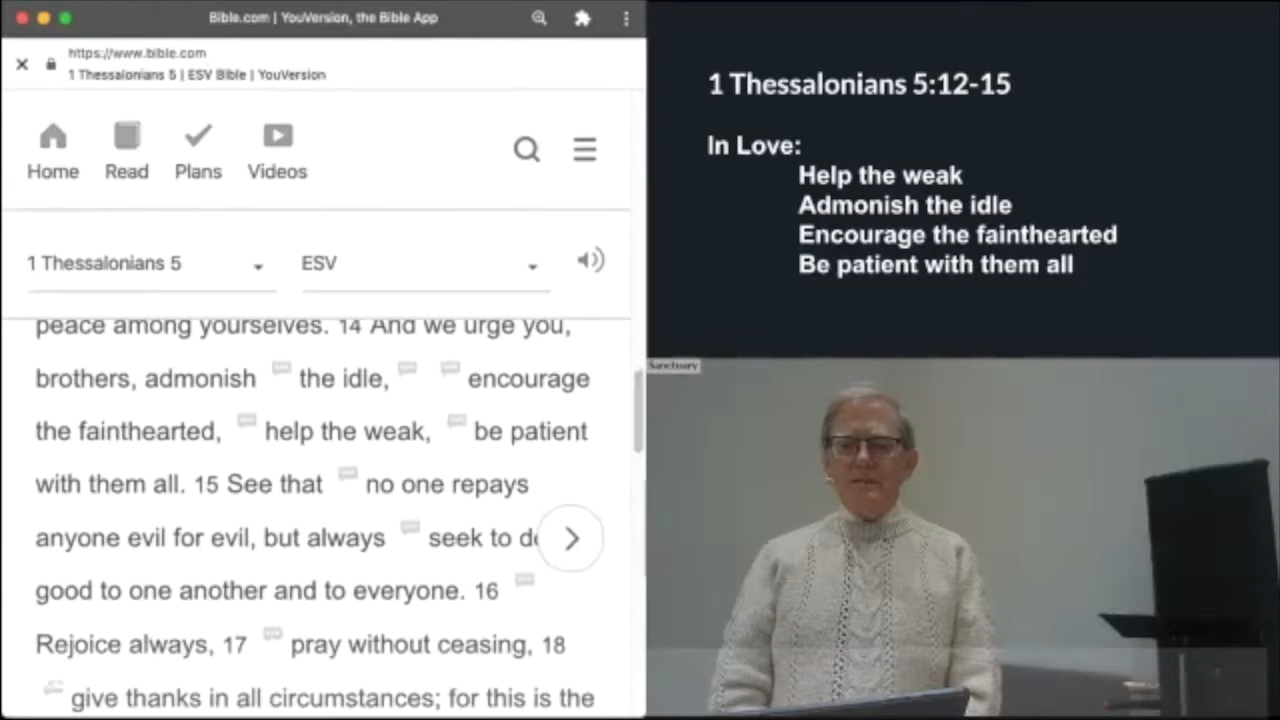 Bible.com | YouVersion, the Bible App
https://www.bible.com
1 Thessalonians 5 | ESV Bible | YouVersion
Home Read Plans Videos
1 Thessalonians 5 ESV
peace among yourselves. 14 And we urge you,
brothers, admonish the idle, encourage
the fainthearted, help the weak, be patient
with them all. 15 See that no one repays
anyone evil for evil, but always seek to do
good to one another and to everyone. 16
Rejoice always, 17 pray without ceasing, 18
give thanks in all circumstances; for this is the
1 Thessalonians 5:12-15
In Love:
Help the weak
Admonish the idle
Encourage the fainthearted
Be patient with them all
Sanctuary